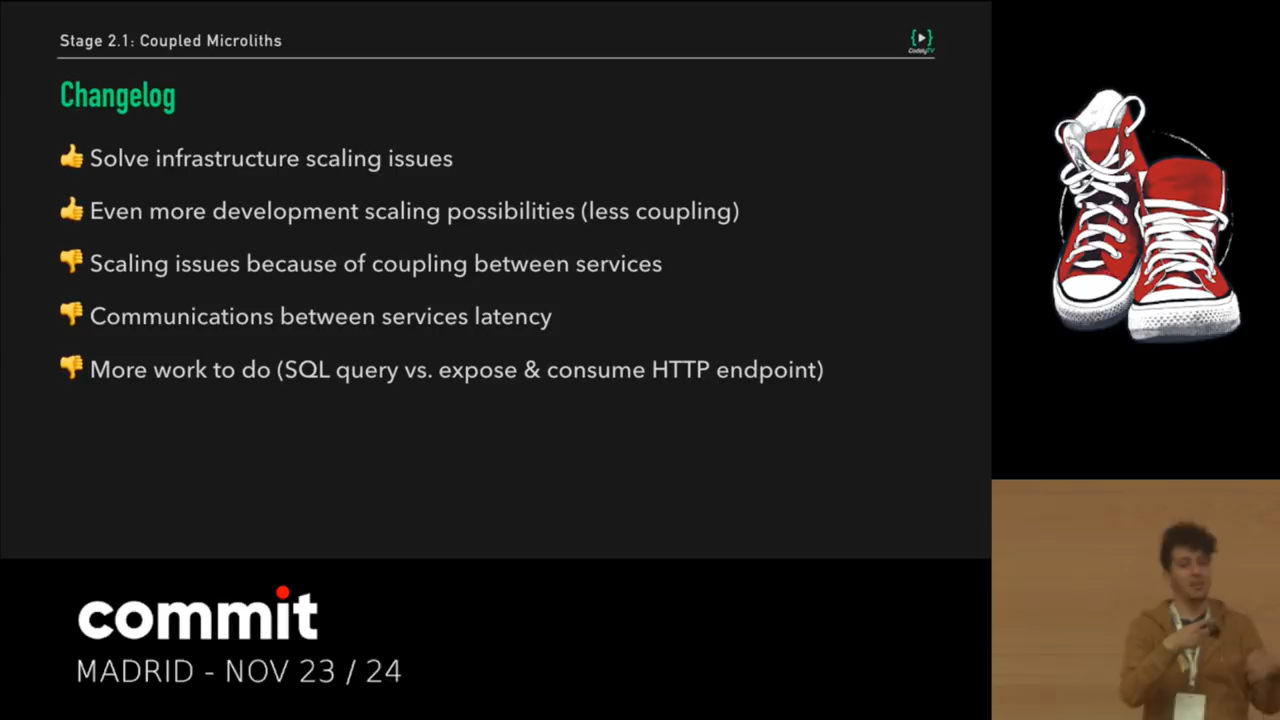 Stage 2.1: Coupled Microliths
CodelyTV
Changelog
👍 Solve infrastructure scaling issues
👍 Even more development scaling possibilities (less coupling)
👎 Scaling issues because of coupling between services
👎 Communications between services latency
👎 More work to do (SQL query vs. expose & consume HTTP endpoint)
commit
MADRID - NOV 23 / 24